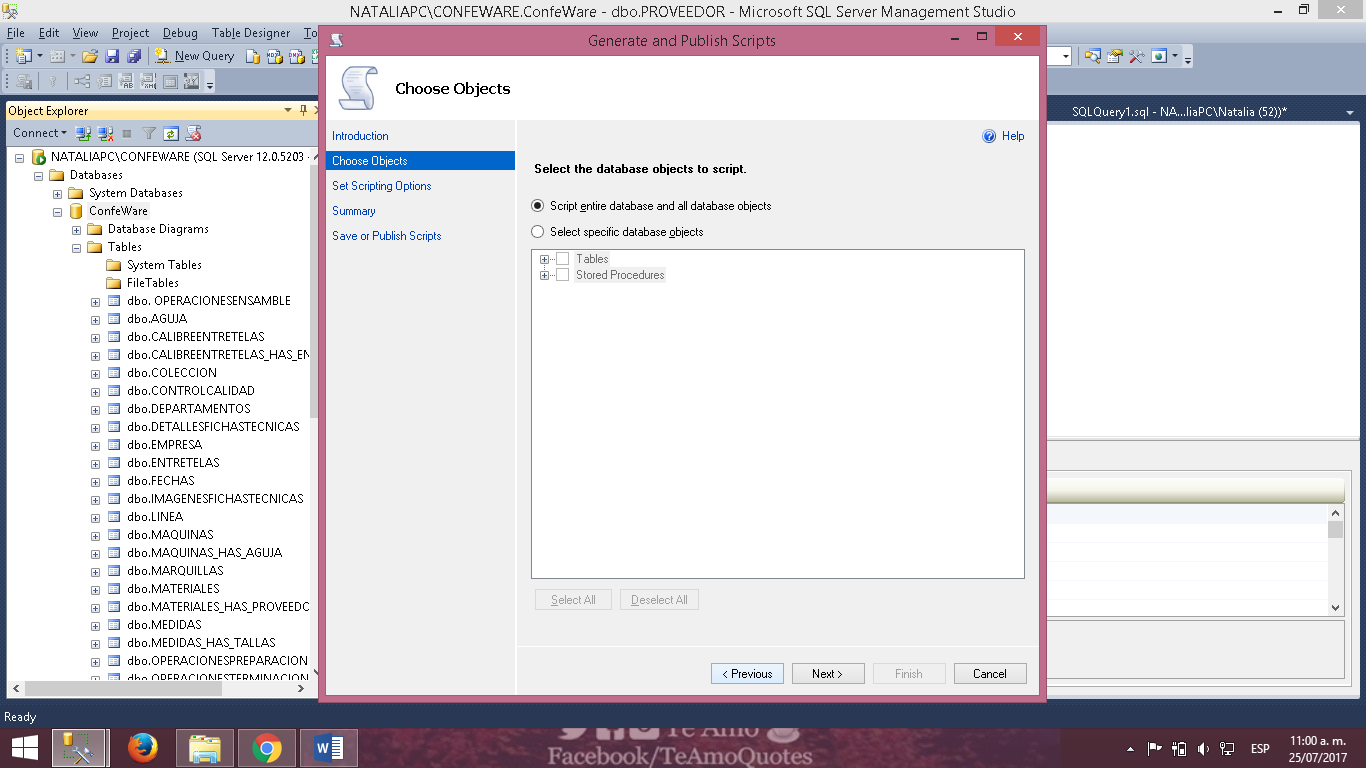 NATALIAPC\CONFEWARE.ConfeWare - dbo.PROVEEDOR - Microsoft SQL Server Management Studio
File Edit View Project Debug Table Designer To
New Query
Object Explorer
Connect
NATALIAPC\CONFEWARE (SQL Server 12.0.5203 -
Databases
System Databases
ConfeWare
Database Diagrams
Tables
System Tables
FileTables
dbo. OPERACIONESENSAMBLE
dbo.AGUJA
dbo.CALIBREENTRETELAS
dbo.CALIBREENTRETELAS_HAS_EN
dbo.COLECCION
dbo.CONTROLCALIDAD
dbo.DEPARTAMENTOS
dbo.DETALLESFICHASTECNICAS
dbo.EMPRESA
dbo.ENTRETELAS
dbo.FECHAS
dbo.IMAGENESFICHASTECNICAS
dbo.LINEA
dbo.MAQUINAS
dbo.MAQUINAS_HAS_AGUJA
dbo.MARQUILLAS
dbo.MATERIALES
dbo.MATERIALES_HAS_PROVEEDO
dbo.MEDIDAS
dbo.MEDIDAS_HAS_TALLAS
dbo.OPERACIONESPREPARACION
dbo.OPERACIONESTERMINACION
Generate and Publish Scripts
Choose Objects
Introduction
Choose Objects
Set Scripting Options
Summary
Save or Publish Scripts
Help
Select the database objects to script.
Script entire database and all database objects
Select specific database objects
Tables
Stored Procedures
Select All Deselect All
< Previous Next > Finish Cancel
SQLQuery1.sql - NA...liaPC\Natalia (52))*
Ready
Te Amo
Facebook/TeAmoQuotes
ESP
11:00 a. m.
25/07/2017